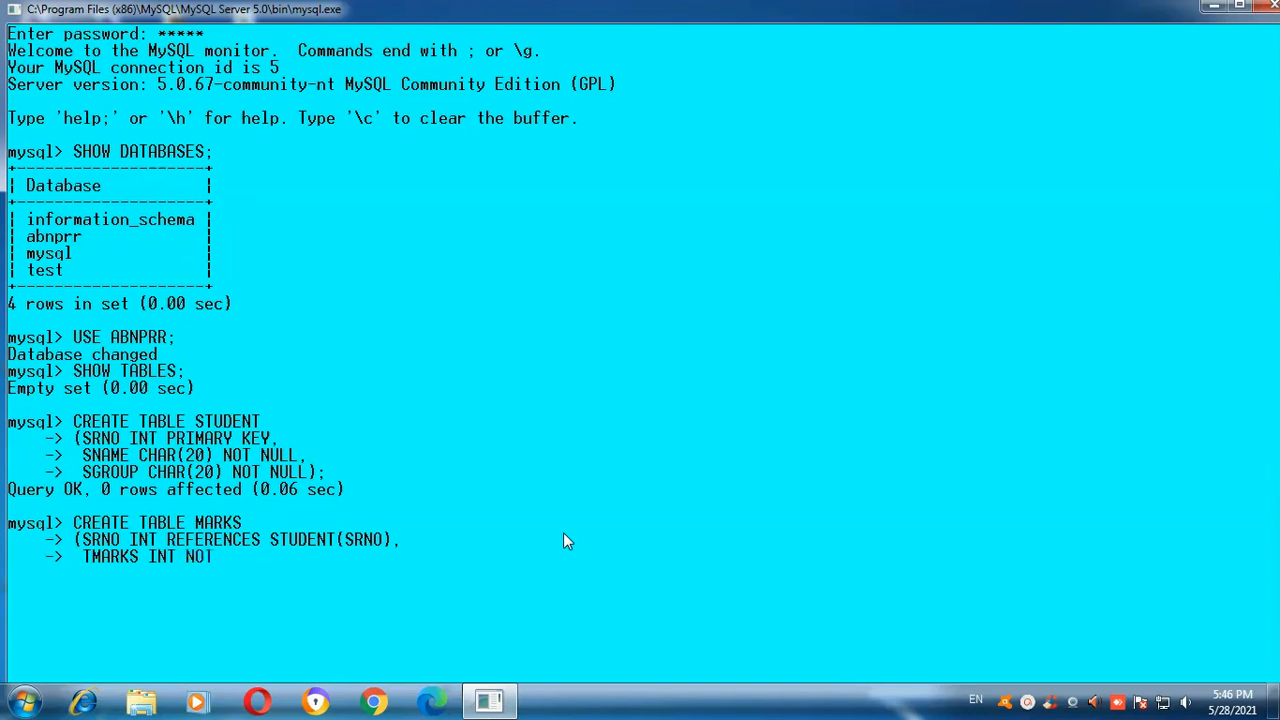 C:\Program Files (x86)\MySQL\MySQL Server 5.0\bin\mysql.exe
Enter password: *****
Welcome to the MySQL monitor.  Commands end with ; or \g.
Your MySQL connection id is 5
Server version: 5.0.67-community-nt MySQL Community Edition (GPL)
Type 'help;' or '\h' for help. Type '\c' to clear the buffer.
mysql> SHOW DATABASES;
+--------------------+
| Database           |
+--------------------+
| information_schema |
| abnprr             |
| mysql              |
| test               |
+--------------------+
4 rows in set (0.00 sec)
mysql> USE ABNPRR;
Database changed
mysql> SHOW TABLES;
Empty set (0.00 sec)
mysql> CREATE TABLE STUDENT
    -> (SRNO INT PRIMARY KEY,
    ->  SNAME CHAR(20) NOT NULL,
    ->  SGROUP CHAR(20) NOT NULL);
Query OK, 0 rows affected (0.06 sec)
mysql> CREATE TABLE MARKS
    -> (SRNO INT REFERENCES STUDENT(SRNO),
    ->  TMARKS INT NOT
EN
5:46 PM
5/28/2021